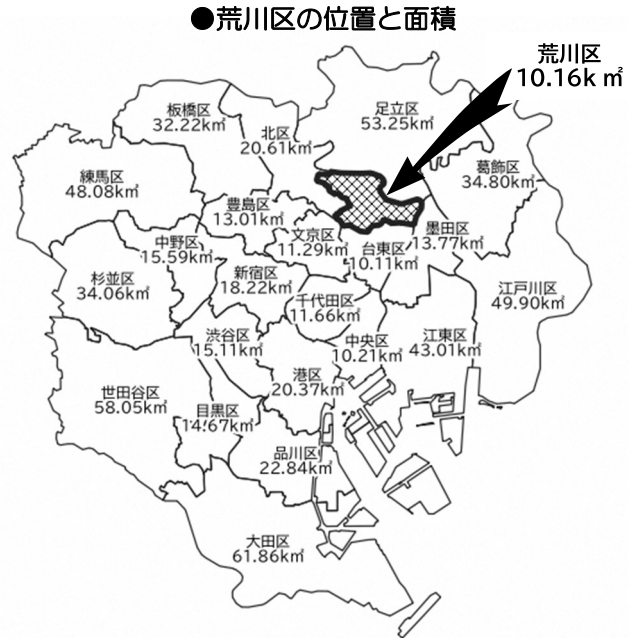 ●荒川区の位置と面積
荒川区
10.16k㎡
板橋区
32.22k㎡
北区
20.61k㎡
足立区
53.25k㎡
練馬区
48.08k㎡
葛飾区
34.80k㎡
豊島区
13.01k㎡
文京区
11.29k㎡
台東区
10.11k㎡
墨田区
13.77k㎡
中野区
15.59k㎡
杉並区
34.06k㎡
新宿区
18.22k㎡
千代田区
11.66k㎡
江戸川区
49.90k㎡
渋谷区
15.11k㎡
中央区
10.21k㎡
江東区
43.01k㎡
港区
20.37k㎡
世田谷区
58.05k㎡
目黒区
14.67k㎡
品川区
22.84k㎡
大田区
61.86k㎡